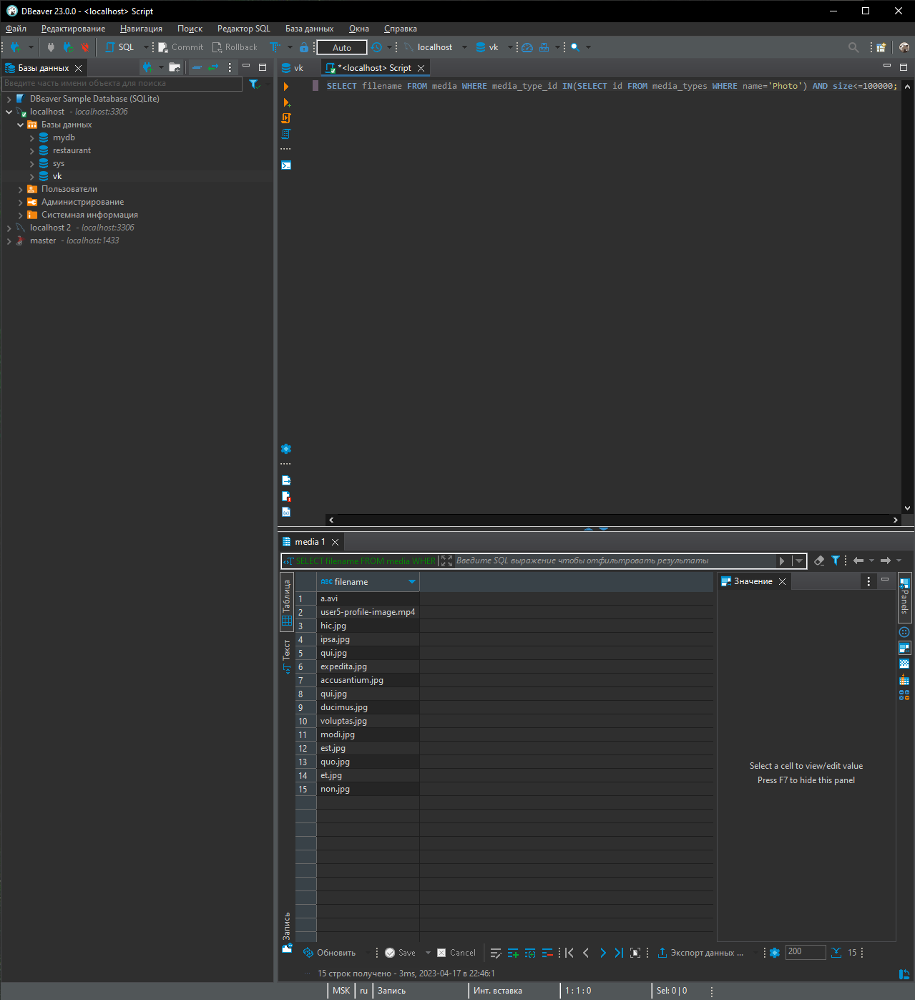 DBeaver 23.0.0 - <localhost> Script
Файл Редактирование Навигация Поиск Редактор SQL База данных Окна Справка
SQL Commit Rollback Auto localhost vk
Базы данных
Введите часть имени объекта для поиска
DBeaver Sample Database (SQLite)
localhost - localhost:3306
Базы данных
mydb
restaurant
sys
vk
Пользователи
Администрирование
Системная информация
localhost 2 - localhost:3306
master - localhost:1433
vk *<localhost> Script
SELECT filename FROM media WHERE media_type_id IN(SELECT id FROM media_types WHERE name='Photo') AND size<=100000;
media 1
SELECT filename FROM media WHER Введите SQL выражение чтобы отфильтровать результаты
Таблица
Текст
Запись
ABC filename
1 a.avi
2 user5-profile-image.mp4
3 hic.jpg
4 ipsa.jpg
5 qui.jpg
6 expedita.jpg
7 accusantium.jpg
8 qui.jpg
9 ducimus.jpg
10 voluptas.jpg
11 modi.jpg
12 est.jpg
13 quo.jpg
14 et.jpg
15 non.jpg
Значение
Panels
Select a cell to view/edit value
Press F7 to hide this panel
Обновить Save Cancel Экспорт данных ... 200 15
15 строк получено - 3ms, 2023-04-17 в 22:46:1
MSK ru Запись Инт. вставка 1 : 1 : 0 Sel: 0 | 0